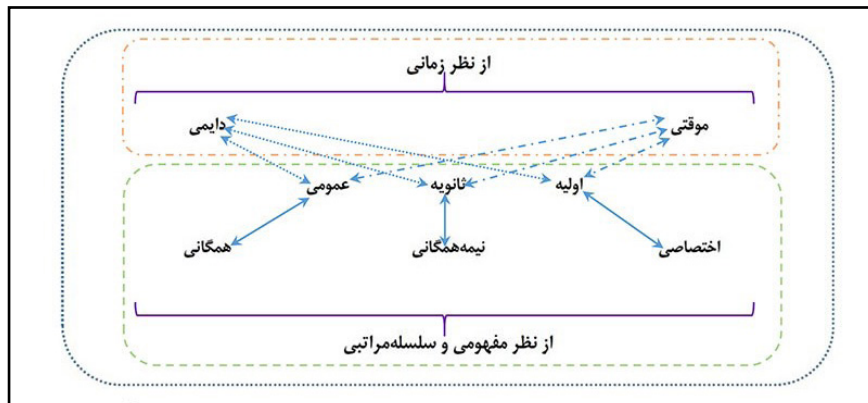 از نظر زمانی
موقتی دایمی
اولیه ثانویه عمومی
اختصاصی نیمه‌همگانی همگانی
از نظر مفهومی و سلسله‌مراتبی